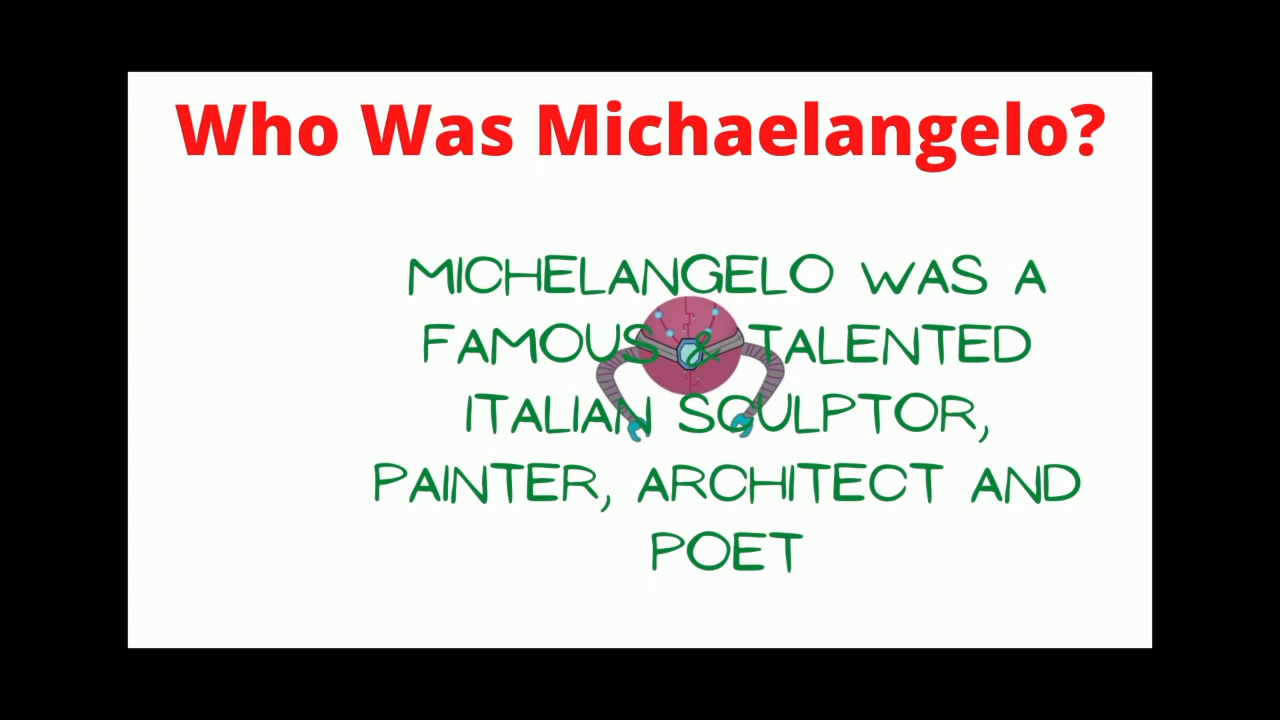 Who Was Michaelangelo?
MICHELANGELO WAS A
FAMOUS & TALENTED
ITALIAN SCULPTOR,
PAINTER, ARCHITECT AND
POET